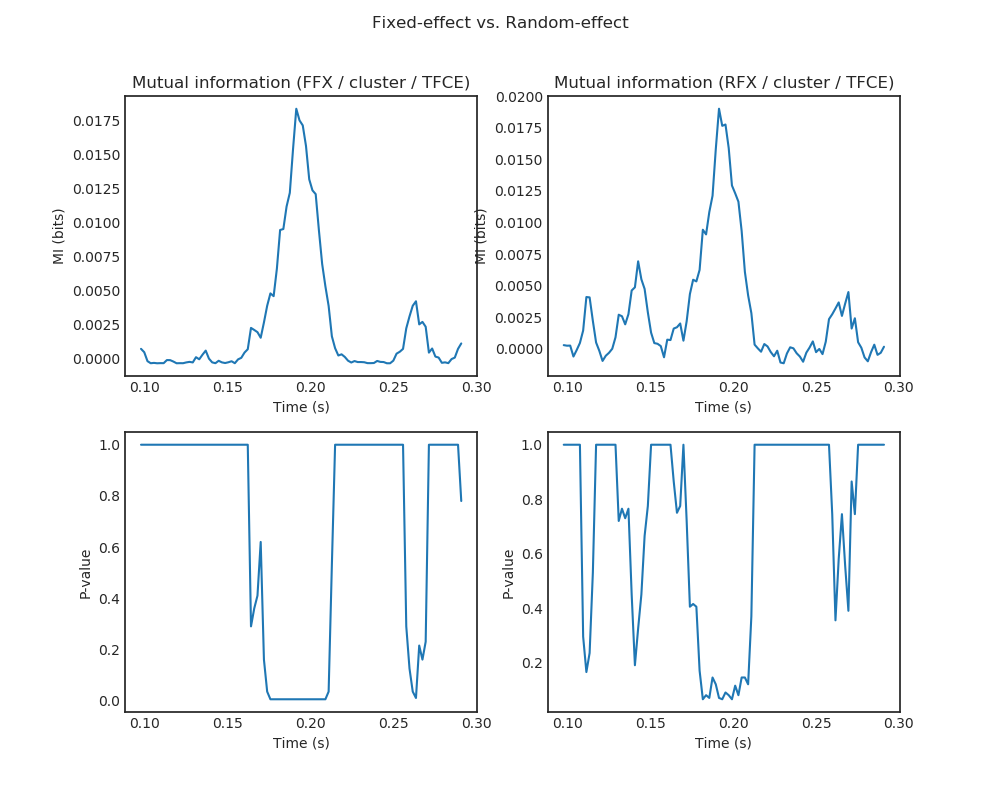 Fixed-effect vs. Random-effect
Mutual information (FFX / cluster / TFCE)
MI (bits)
0.0175
0.0150
0.0125
0.0100
0.0075
0.0050
0.0025
0.0000
0.10 0.15 0.20 0.25 0.30
Time (s)
Mutual information (RFX / cluster / TFCE)
MI (bits)
0.0200
0.0175
0.0150
0.0125
0.0100
0.0075
0.0050
0.0025
0.0000
0.10 0.15 0.20 0.25 0.30
Time (s)
P-value
1.0
0.8
0.6
0.4
0.2
0.0
0.10 0.15 0.20 0.25 0.30
Time (s)
P-value
1.0
0.8
0.6
0.4
0.2
0.10 0.15 0.20 0.25 0.30
Time (s)